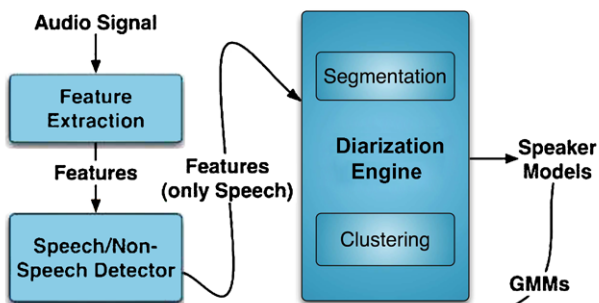 Audio Signal
Feature
Extraction
Features
Speech/Non-
Speech Detector
Features
(only Speech)
Segmentation
Diarization
Engine
Clustering
Speaker
Models
GMMs